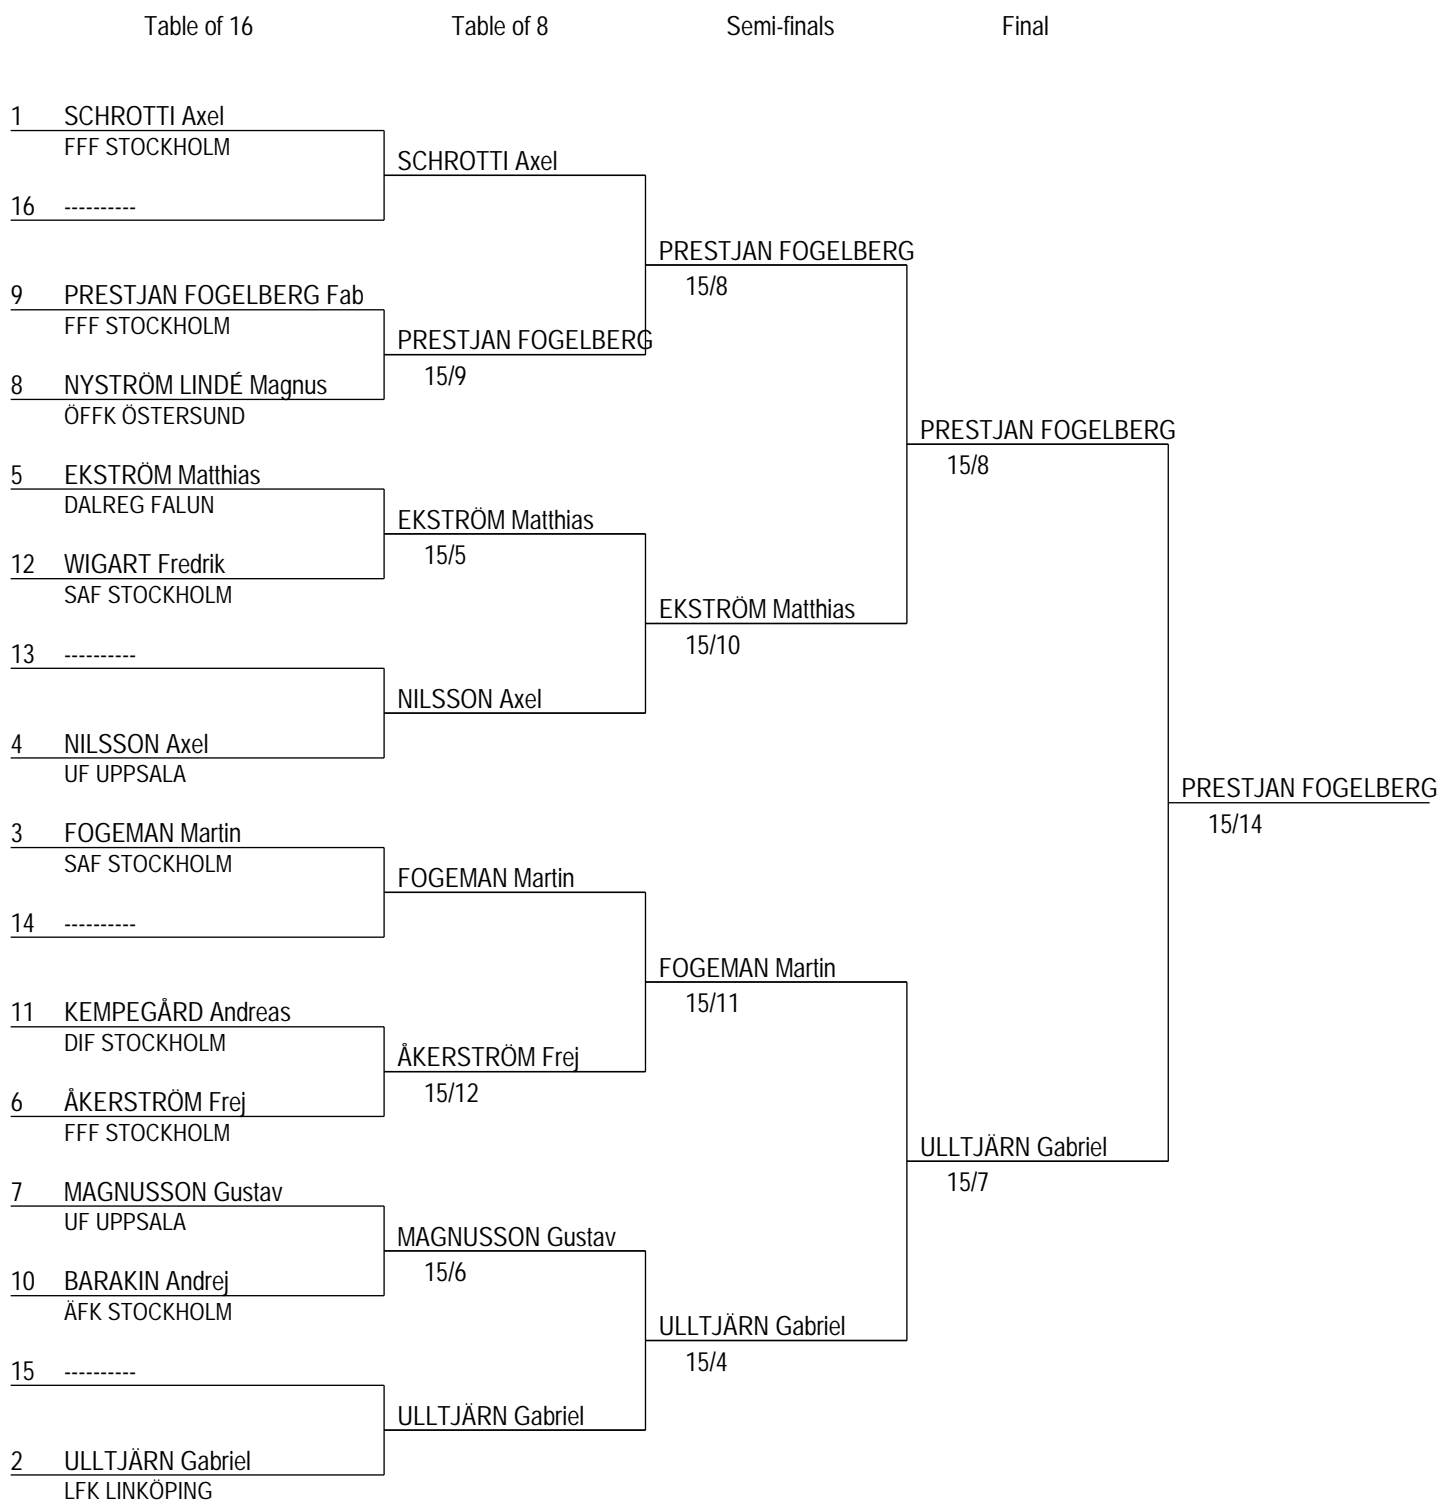 Table of 16 Table of 8 Semi-finals Final
1 SCHROTTI Axel
FFF STOCKHOLM
SCHROTTI Axel
16 ----------
PRESTJAN FOGELBERG
15/8
9 PRESTJAN FOGELBERG Fab
FFF STOCKHOLM
PRESTJAN FOGELBERG
15/9
8 NYSTRÖM LINDÉ Magnus
ÖFFK ÖSTERSUND
PRESTJAN FOGELBERG
15/8
5 EKSTRÖM Matthias
DALREG FALUN
EKSTRÖM Matthias
15/5
12 WIGART Fredrik
SAF STOCKHOLM
EKSTRÖM Matthias
15/10
13 ----------
NILSSON Axel
4 NILSSON Axel
UF UPPSALA
PRESTJAN FOGELBERG
15/14
3 FOGEMAN Martin
SAF STOCKHOLM
FOGEMAN Martin
14 ----------
FOGEMAN Martin
15/11
11 KEMPEGÅRD Andreas
DIF STOCKHOLM
ÅKERSTRÖM Frej
15/12
6 ÅKERSTRÖM Frej
FFF STOCKHOLM
ULLTJÄRN Gabriel
15/7
7 MAGNUSSON Gustav
UF UPPSALA
MAGNUSSON Gustav
15/6
10 BARAKIN Andrej
ÄFK STOCKHOLM
ULLTJÄRN Gabriel
15/4
15 ----------
ULLTJÄRN Gabriel
2 ULLTJÄRN Gabriel
LFK LINKÖPING